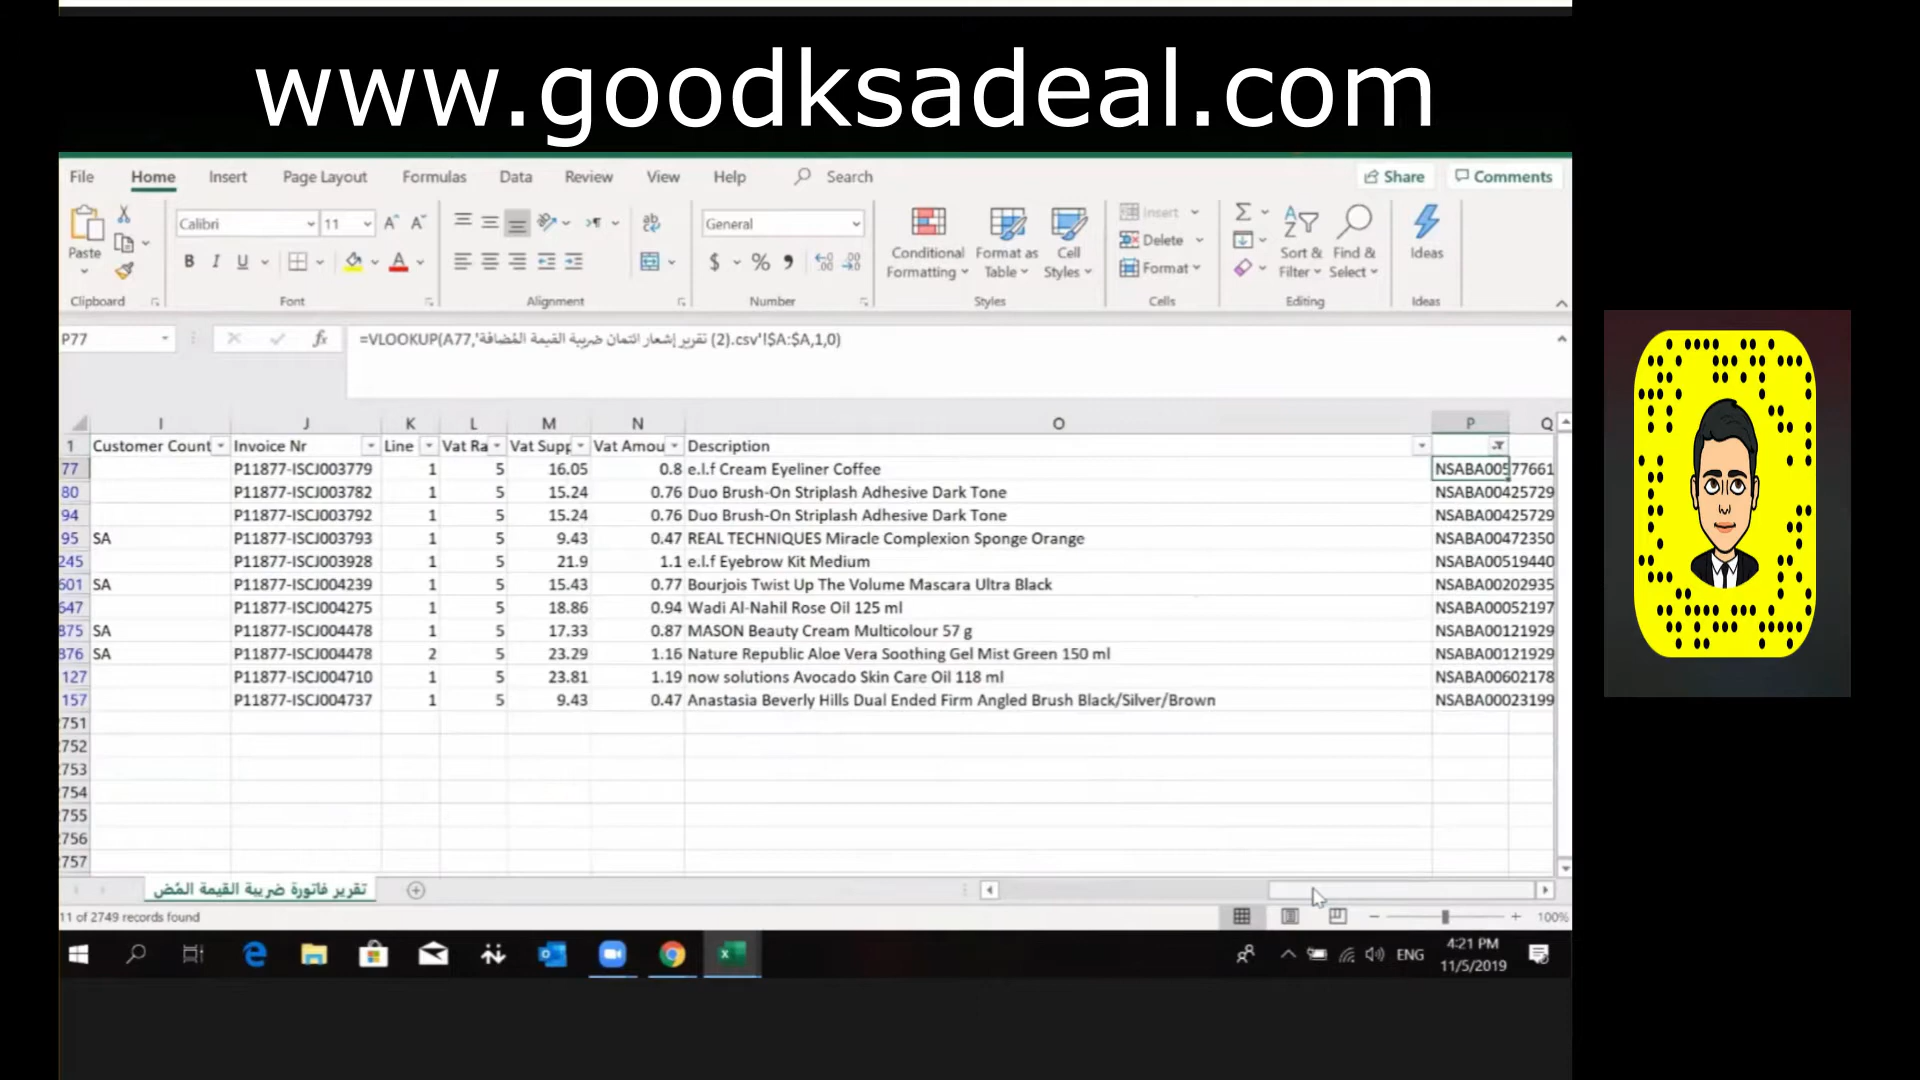 www.goodksadeal.com
File Home Insert Page Layout Formulas Data Review View Help Search Share Comments
Calibri 11 General
Paste Conditional Formatting Format as Table Cell Styles Insert Delete Format Sort & Filter Find & Select Ideas
Clipboard Font Alignment Number Styles Cells Editing Ideas
P77 =VLOOKUP(A77,'تقرير إشعار ائتمان ضريبة القيمة المُضافة (2).csv'!$A:$A,1,0)
I J K L M N O P Q
1 Customer Count Invoice Nr Line Vat Ra Vat Supp Vat Amou Description
77 P11877-ISCJ003779 1 5 16.05 0.8 e.l.f Cream Eyeliner Coffee NSABA00577661
80 P11877-ISCJ003782 1 5 15.24 0.76 Duo Brush-On Striplash Adhesive Dark Tone NSABA00425729
94 P11877-ISCJ003792 1 5 15.24 0.76 Duo Brush-On Striplash Adhesive Dark Tone NSABA00425729
95 SA P11877-ISCJ003793 1 5 9.43 0.47 REAL TECHNIQUES Miracle Complexion Sponge Orange NSABA00472350
245 P11877-ISCJ003928 1 5 21.9 1.1 e.l.f Eyebrow Kit Medium NSABA00519440
601 SA P11877-ISCJ004239 1 5 15.43 0.77 Bourjois Twist Up The Volume Mascara Ultra Black NSABA00202935
647 P11877-ISCJ004275 1 5 18.86 0.94 Wadi Al-Nahil Rose Oil 125 ml NSABA00052197
875 SA P11877-ISCJ004478 1 5 17.33 0.87 MASON Beauty Cream Multicolour 57 g NSABA00121929
876 SA P11877-ISCJ004478 2 5 23.29 1.16 Nature Republic Aloe Vera Soothing Gel Mist Green 150 ml NSABA00121929
127 P11877-ISCJ004710 1 5 23.81 1.19 now solutions Avocado Skin Care Oil 118 ml NSABA00602178
157 P11877-ISCJ004737 1 5 9.43 0.47 Anastasia Beverly Hills Dual Ended Firm Angled Brush Black/Silver/Brown NSABA00023199
2751
2752
2753
2754
2755
2756
2757
تقرير فاتورة ضريبة القيمة المُض
11 of 2749 records found 100%
ENG 4:21 PM
11/5/2019